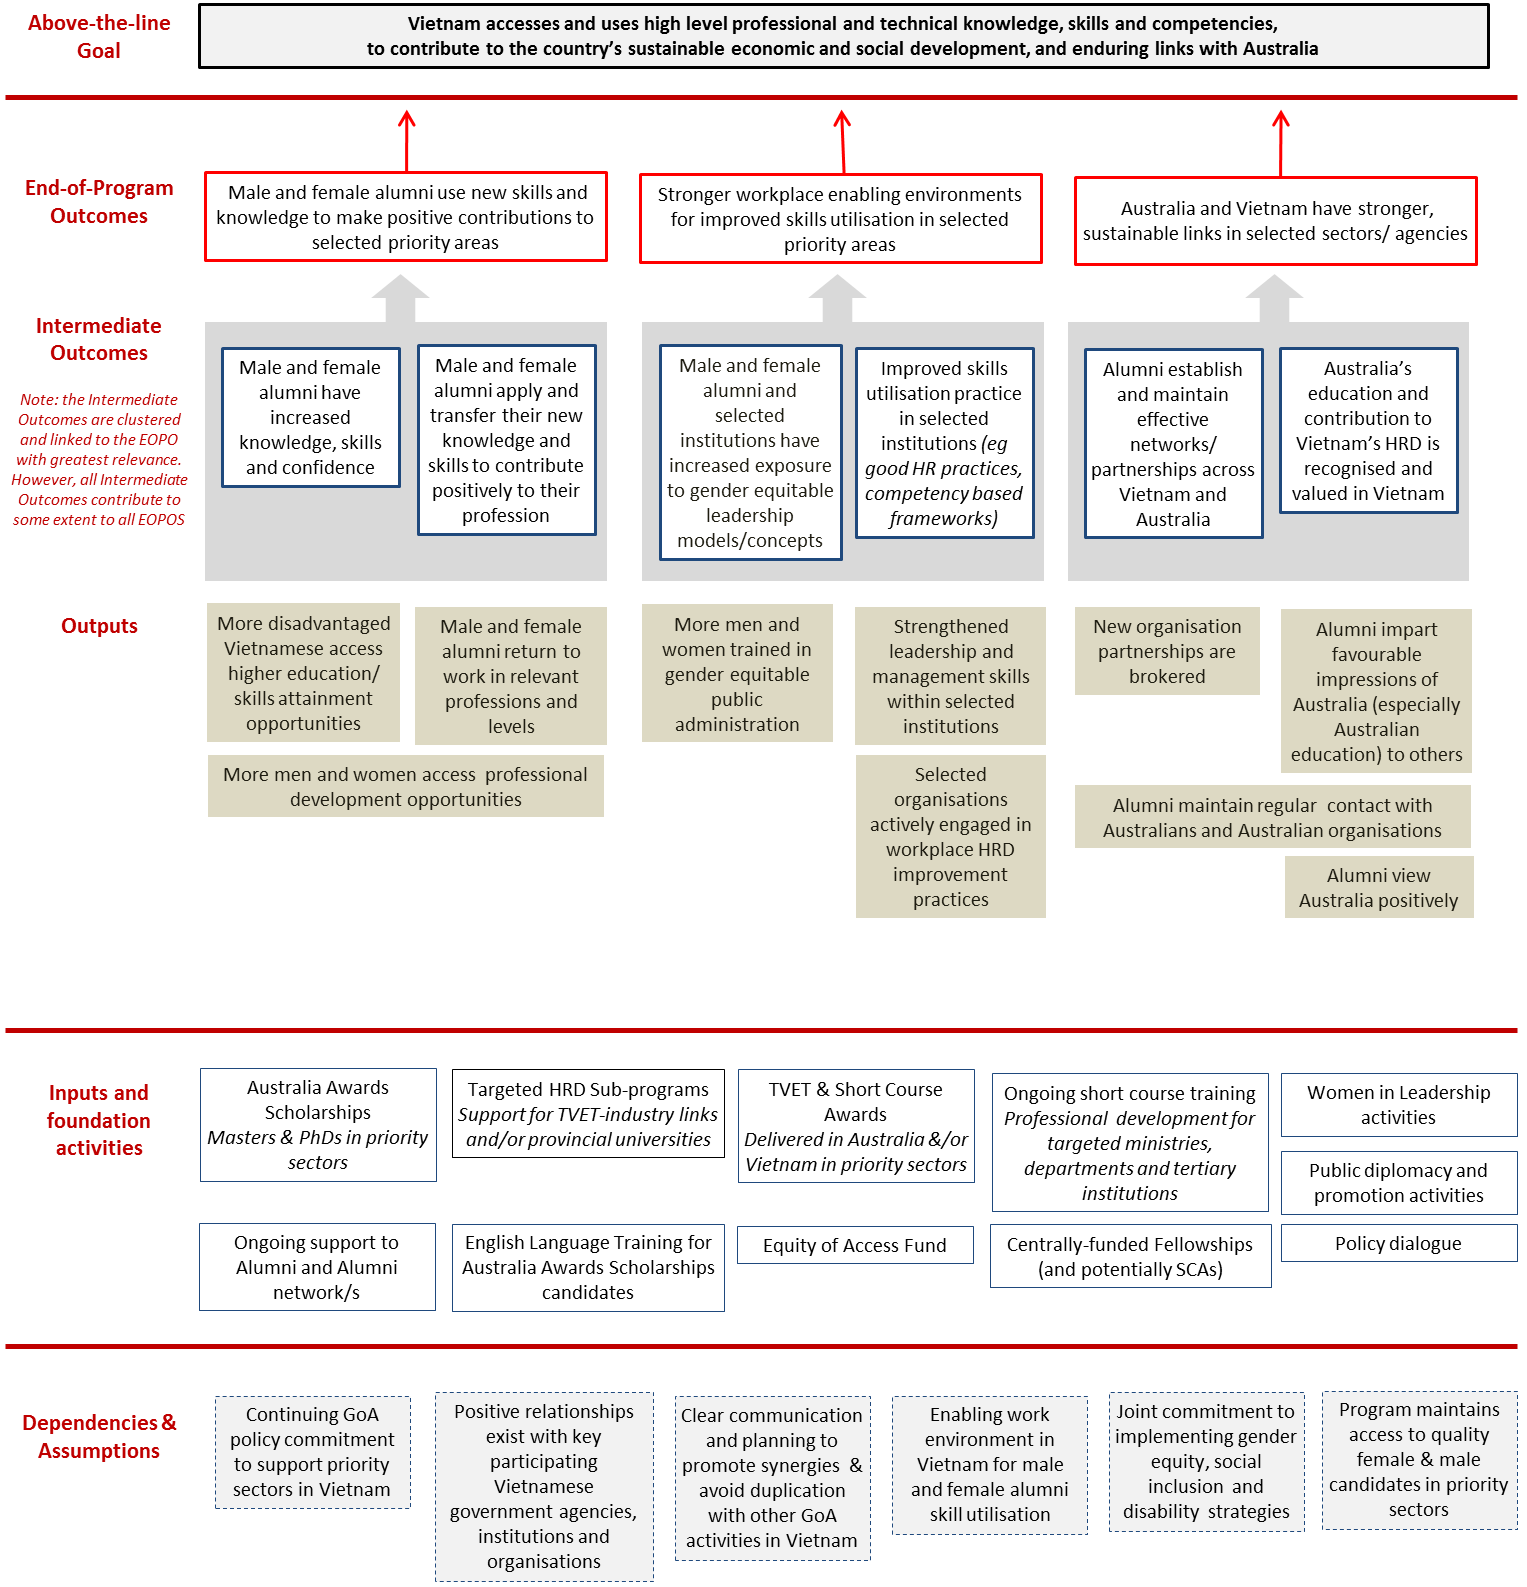 Above-the-line
Goal
Vietnam accesses and uses high level professional and technical knowledge, skills and competencies,
to contribute to the country's sustainable economic and social development, and enduring links with Australia
End-of-Program
Outcomes
Male and female alumni use new skills and
knowledge to make positive contributions to
selected priority areas
Stronger workplace enabling environments
for improved skills utilisation in selected
priority areas
Australia and Vietnam have stronger,
sustainable links in selected sectors/ agencies
Intermediate
Outcomes
Note: the Intermediate
Outcomes are clustered
and linked to the EOPO
with greatest relevance.
However, all Intermediate
Outcomes contribute to
some extent to all EOPOS
Male and female
alumni have
increased
knowledge, skills
and confidence
Male and female
alumni apply and
transfer their new
knowledge and
skills to contribute
positively to their
profession
Male and female
alumni and
selected
institutions have
increased exposure
to gender equitable
leadership
models/concepts
Improved skills
utilisation practice
in selected
institutions (eg
good HR practices,
competency based
frameworks)
Alumni establish
and maintain
effective
networks/
partnerships across
Vietnam and
Australia
Australia's
education and
contribution to
Vietnam's HRD is
recognised and
valued in Vietnam
Outputs
More disadvantaged
Vietnamese access
higher education/
skills attainment
opportunities
Male and female
alumni return to
work in relevant
professions and
levels
More men and women access professional
development opportunities
More men and
women trained in
gender equitable
public
administration
Strengthened
leadership and
management skills
within selected
institutions
Selected
organisations
actively engaged in
workplace HRD
improvement
practices
New organisation
partnerships are
brokered
Alumni impart
favourable
impressions of
Australia (especially
Australian
education) to others
Alumni maintain regular contact with
Australians and Australian organisations
Alumni view
Australia positively
Inputs and
foundation
activities
Australia Awards
Scholarships
Masters & PhDs in priority
sectors
Targeted HRD Sub-programs
Support for TVET-industry links
and/or provincial universities
TVET & Short Course
Awards
Delivered in Australia &/or
Vietnam in priority sectors
Ongoing short course training
Professional development for
targeted ministries,
departments and tertiary
institutions
Women in Leadership
activities
Public diplomacy and
promotion activities
Ongoing support to
Alumni and Alumni
network/s
English Language Training for
Australia Awards Scholarships
candidates
Equity of Access Fund
Centrally-funded Fellowships
(and potentially SCAs)
Policy dialogue
Dependencies &
Assumptions
Continuing GoA
policy commitment
to support priority
sectors in Vietnam
Positive relationships
exist with key
participating
Vietnamese
government agencies,
institutions and
organisations
Clear communication
and planning to
promote synergies &
avoid duplication
with other GoA
activities in Vietnam
Enabling work
environment in
Vietnam for male
and female alumni
skill utilisation
Joint commitment to
implementing gender
equity, social
inclusion and
disability strategies
Program maintains
access to quality
female & male
candidates in priority
sectors